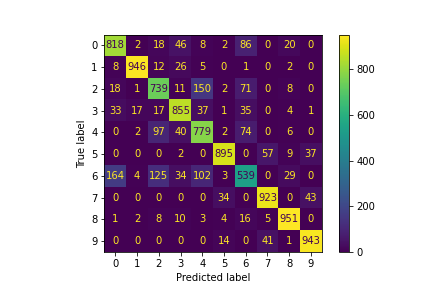 0 818 2 18 46 8 2 86 0 20 0
1 8 946 12 26 5 0 1 0 2 0
2 18 1 739 11 150 2 71 0 8 0
3 33 17 17 855 37 1 35 0 4 1
4 0 2 97 40 779 2 74 0 6 0
5 0 0 0 2 0 895 0 57 9 37
6 164 4 125 34 102 3 539 0 29 0
7 0 0 0 0 0 34 0 923 0 43
8 1 2 8 10 3 4 16 5 951 0
9 0 0 0 0 0 14 0 41 1 943
0 1 2 3 4 5 6 7 8 9
Predicted label
True label
800
600
400
200
0